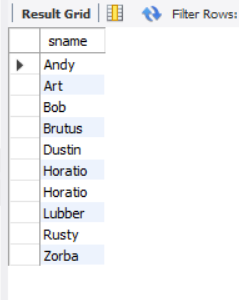 Result Grid Filter Rows:
sname
Andy
Art
Bob
Brutus
Dustin
Horatio
Horatio
Lubber
Rusty
Zorba